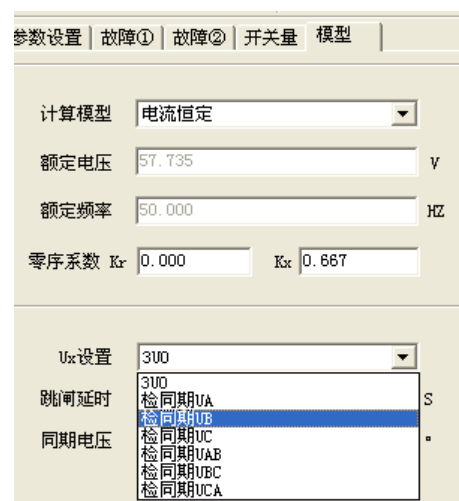 参数设置 故障① 故障② 开关量 模型
计算模型 电流恒定
额定电压 57.735 V
额定频率 50.000 HZ
零序系数 Kr 0.000 Kx 0.667
Ux设置 3U0
3U0
跳闸延时 检同期UA S
检同期UB
同期电压 检同期UC °
检同期UAB
检同期UBC
检同期UCA